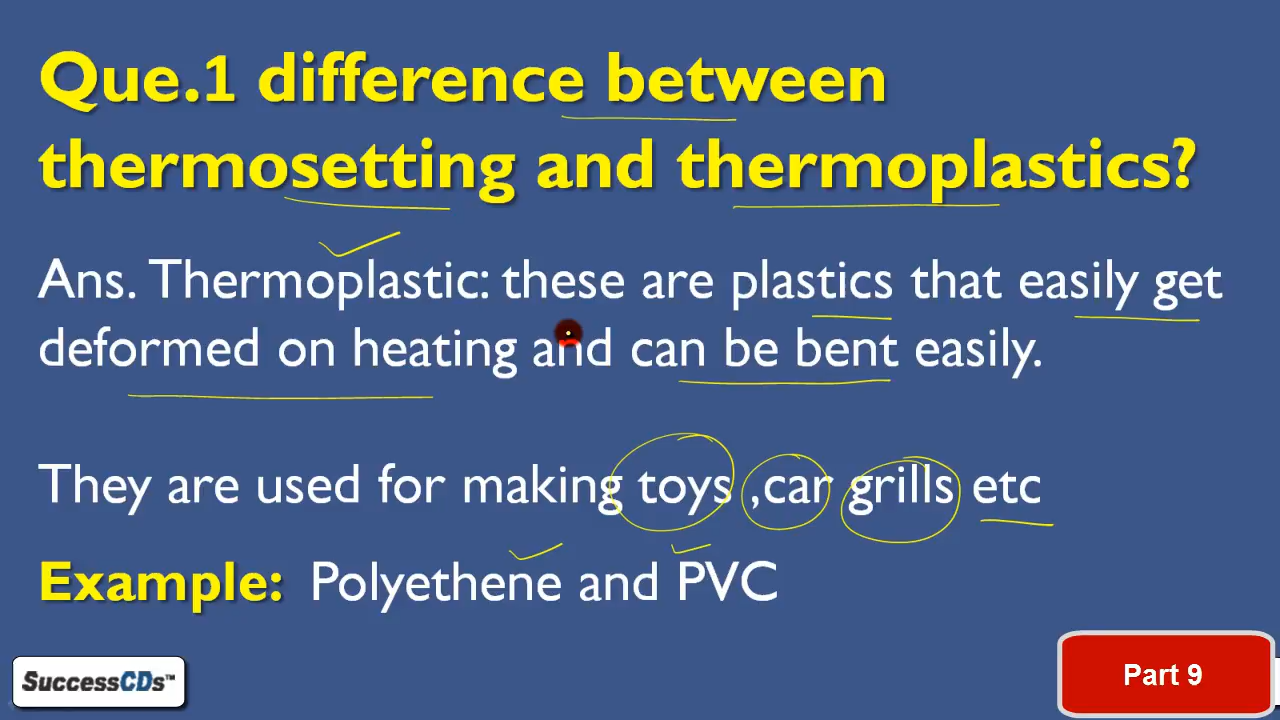 Que.1 difference between
thermosetting and thermoplastics?
Ans. Thermoplastic: these are plastics that easily get
deformed on heating and can be bent easily.
They are used for making toys ,car grills etc
Example: Polyethene and PVC
SuccessCDs™
Part 9